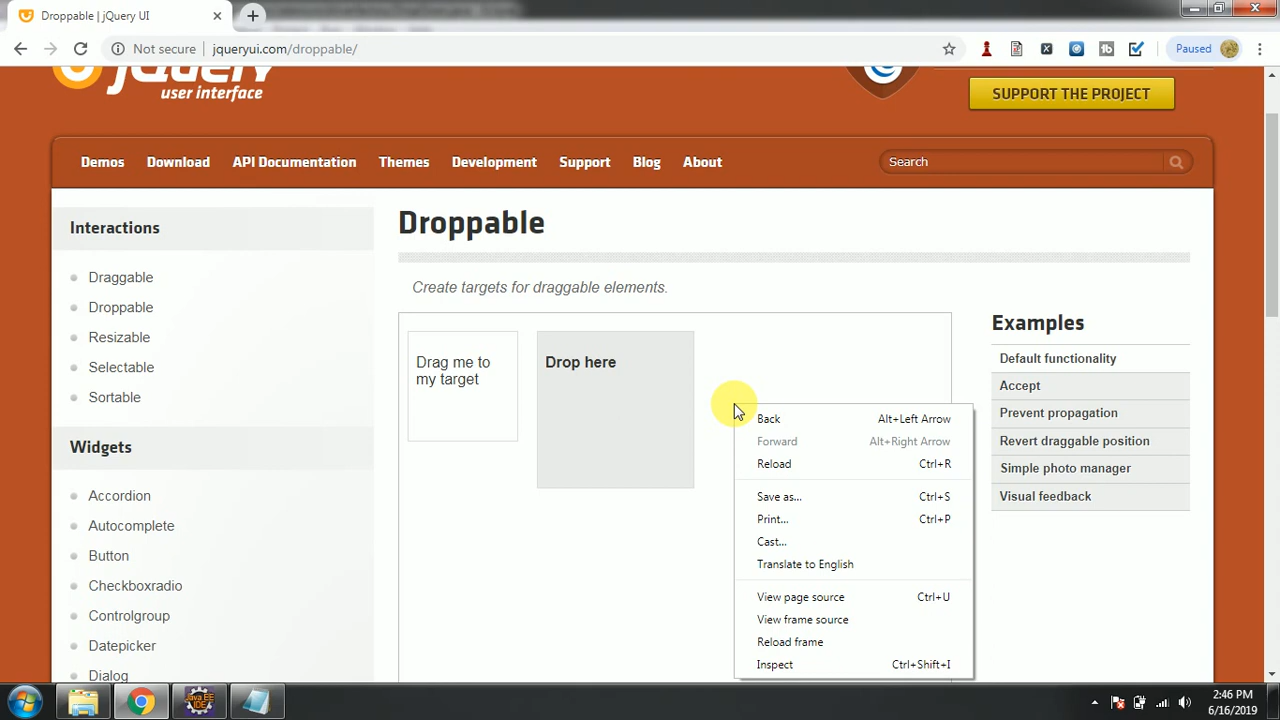 Droppable | jQuery UI
Not secure
jqueryui.com/droppable/
Paused
jQuery
user interface
SUPPORT THE PROJECT
Demos
Download
API Documentation
Themes
Development
Support
Blog
About
Search
Interactions
Draggable
Droppable
Resizable
Selectable
Sortable
Widgets
Accordion
Autocomplete
Button
Checkboxradio
Controlgroup
Datepicker
Dialog
Droppable
Create targets for draggable elements.
Drag me to
my target
Drop here
Back Alt+Left Arrow
Forward Alt+Right Arrow
Reload Ctrl+R
Save as... Ctrl+S
Print... Ctrl+P
Cast...
Translate to English
View page source Ctrl+U
View frame source
Reload frame
Inspect Ctrl+Shift+I
Examples
Default functionality
Accept
Prevent propagation
Revert draggable position
Simple photo manager
Visual feedback
Java EE
IDE
2:46 PM
6/16/2019